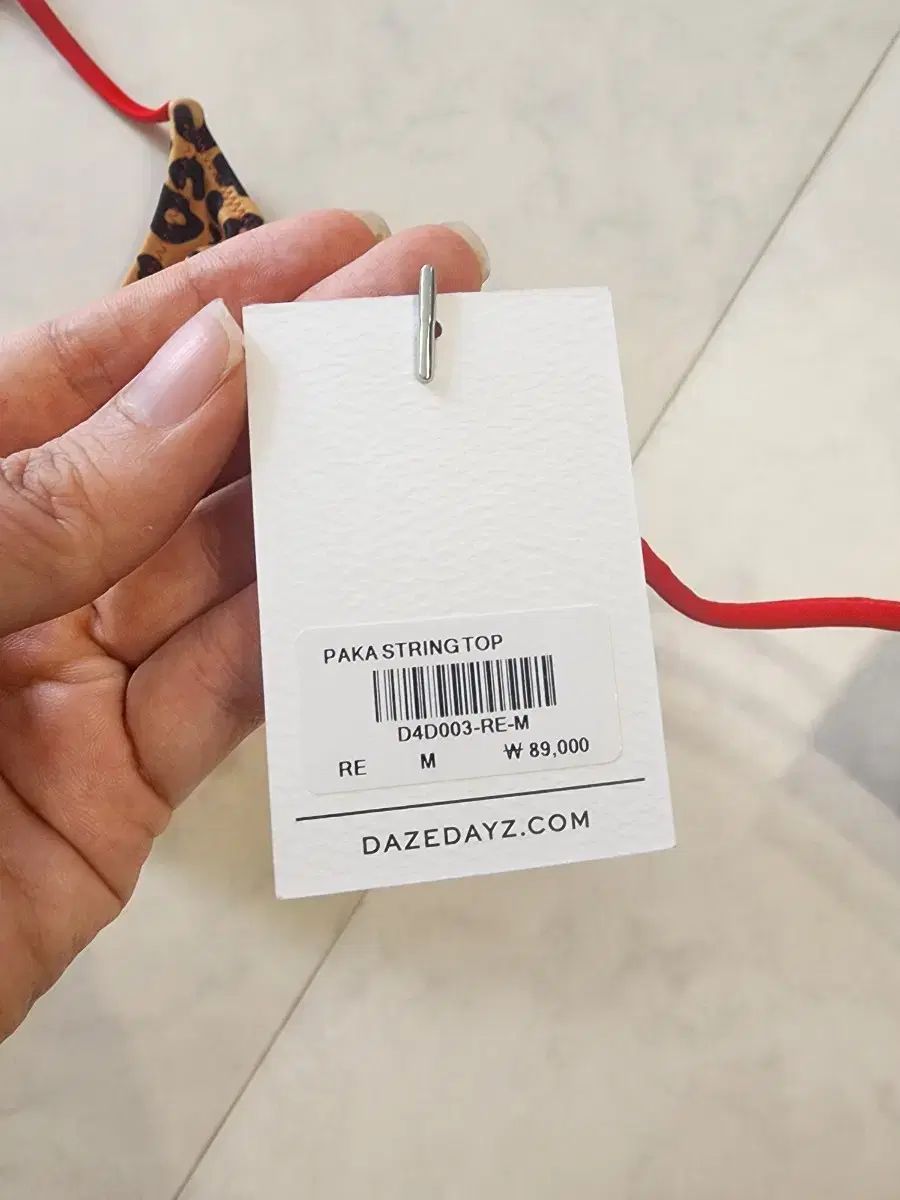 PAKA STRING TOP
D4D003-RE-M
RE M ₩ 89,000
DAZEDAYZ.COM